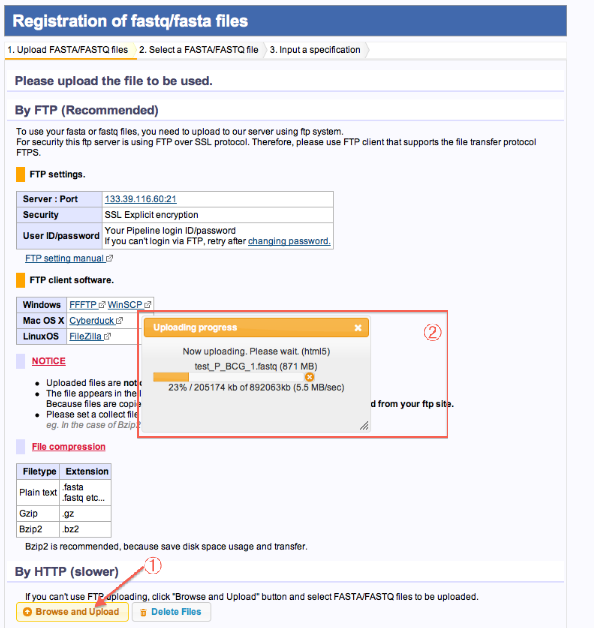 Registration of fastq/fasta files
1. Upload FASTA/FASTQ files 2. Select a FASTA/FASTQ file 3. Input a specification
Please upload the file to be used.
By FTP (Recommended)
To use your fasta or fastq files, you need to upload to our server using ftp system.
For security this ftp server is using FTP over SSL protocol. Therefore, please use FTP client that supports the file transfer protocol
FTPS.
FTP settings.
Server : Port 133.39.116.60:21
Security SSL Explicit encryption
User ID/password Your Pipeline login ID/password
If you can't login via FTP, retry after changing password.
FTP setting manual
FTP client software.
Windows FFFTP WinSCP
Mac OS X Cyberduck
LinuxOS FileZilla
Uploading progress
②
Now uploading. Please wait. (html5)
test_P_BCG_1.fastq (871 MB)
23% / 205174 kb of 892063kb (5.5 MB/sec)
NOTICE
Uploaded files are
The file appears in the
Because files are copie d from your ftp site.
Please set a collect file
eg. In the case of Bzip2
File compression
Filetype Extension
Plain text .fasta
.fastq etc...
Gzip .gz
Bzip2 .bz2
Bzip2 is recommended, because save disk space usage and transfer.
By HTTP (slower)
①
If you can't use FTP uploading, click "Browse and Upload" button and select FASTA/FASTQ files to be uploaded.
Browse and Upload Delete Files